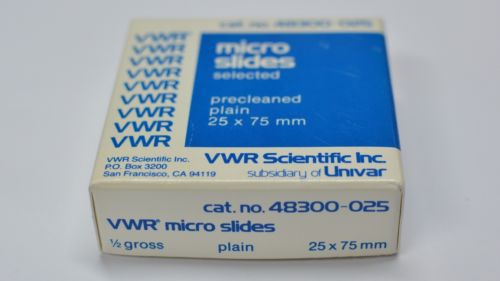 cat. no. 48300-025
VWR
VWR
VWR
VWR
VWR
VWR
VWR
VWR
VWR
micro
slides
selected
precleaned
plain
25 x 75 mm
VWR Scientific Inc.
P.O. Box 3200
San Francisco, CA 94119
VWR Scientific Inc.
subsidiary of Univar
cat. no. 48300-025
VWR® micro slides
½ gross plain 25 x 75 mm